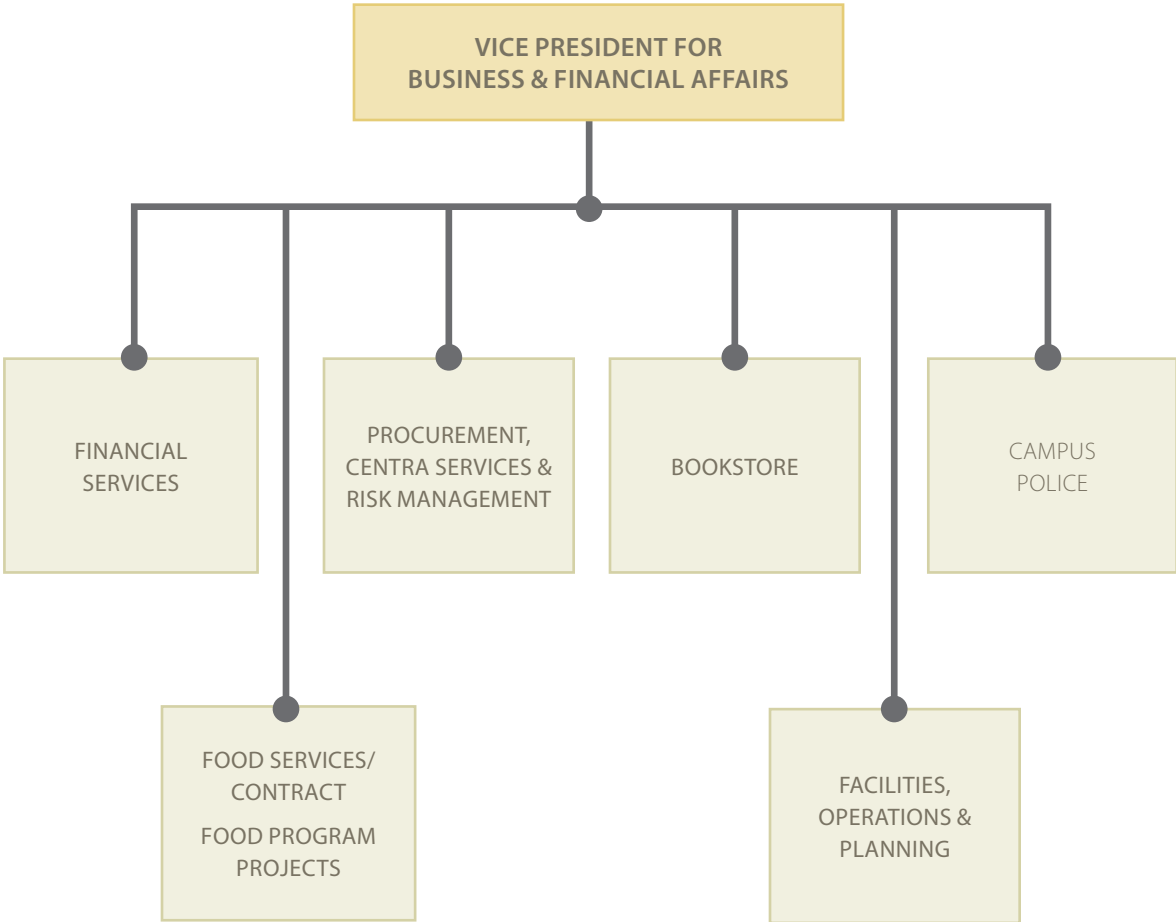 VICE PRESIDENT FOR
BUSINESS & FINANCIAL AFFAIRS
FINANCIAL
SERVICES
PROCUREMENT,
CENTRA SERVICES &
RISK MANAGEMENT
BOOKSTORE
CAMPUS
POLICE
FOOD SERVICES/
CONTRACT
FOOD PROGRAM
PROJECTS
FACILITIES,
OPERATIONS &
PLANNING